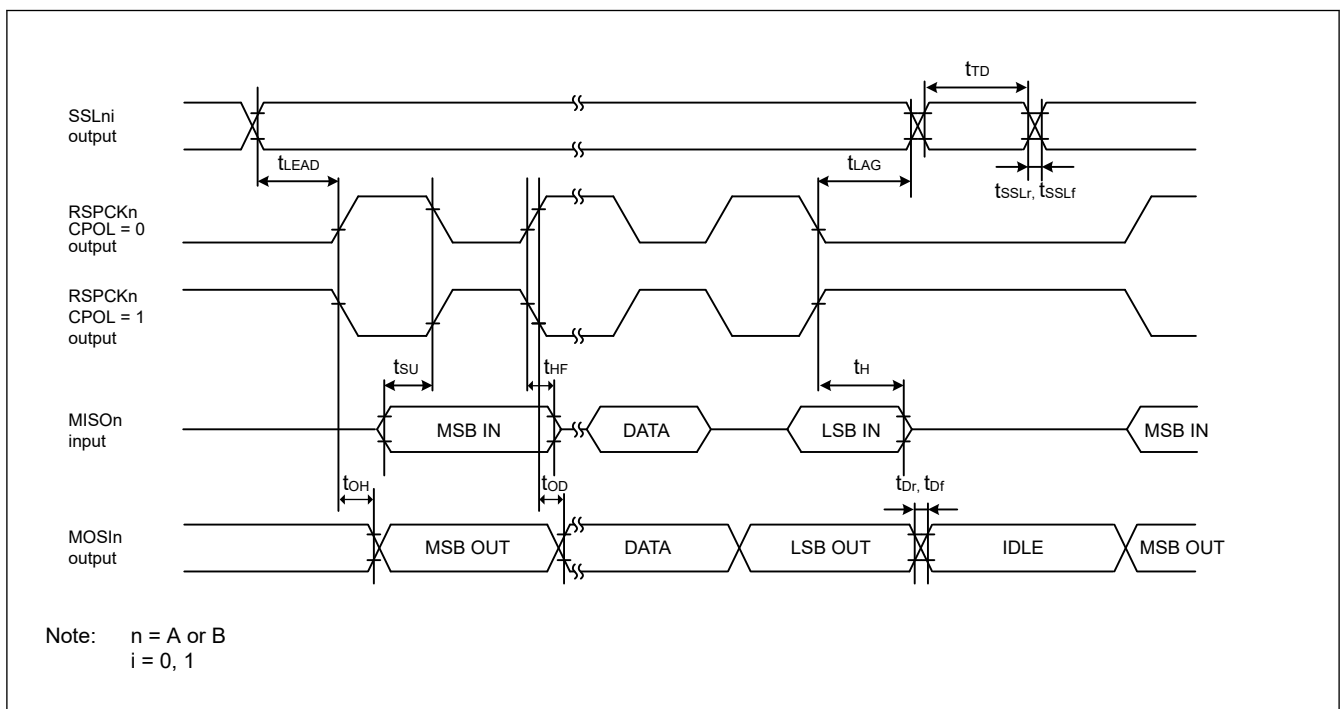 tTD
SSLni
output
tLEAD
tLAG
tSSLr, tSSLf
RSPCKn
CPOL = 0
output
RSPCKn
CPOL = 1
output
tSU
tHF
tH
MISOn
input
MSB IN
DATA
LSB IN
MSB IN
tOH
tOD
tDr, tDf
MOSIn
output
MSB OUT
DATA
LSB OUT
IDLE
MSB OUT
Note: n = A or B
i = 0, 1